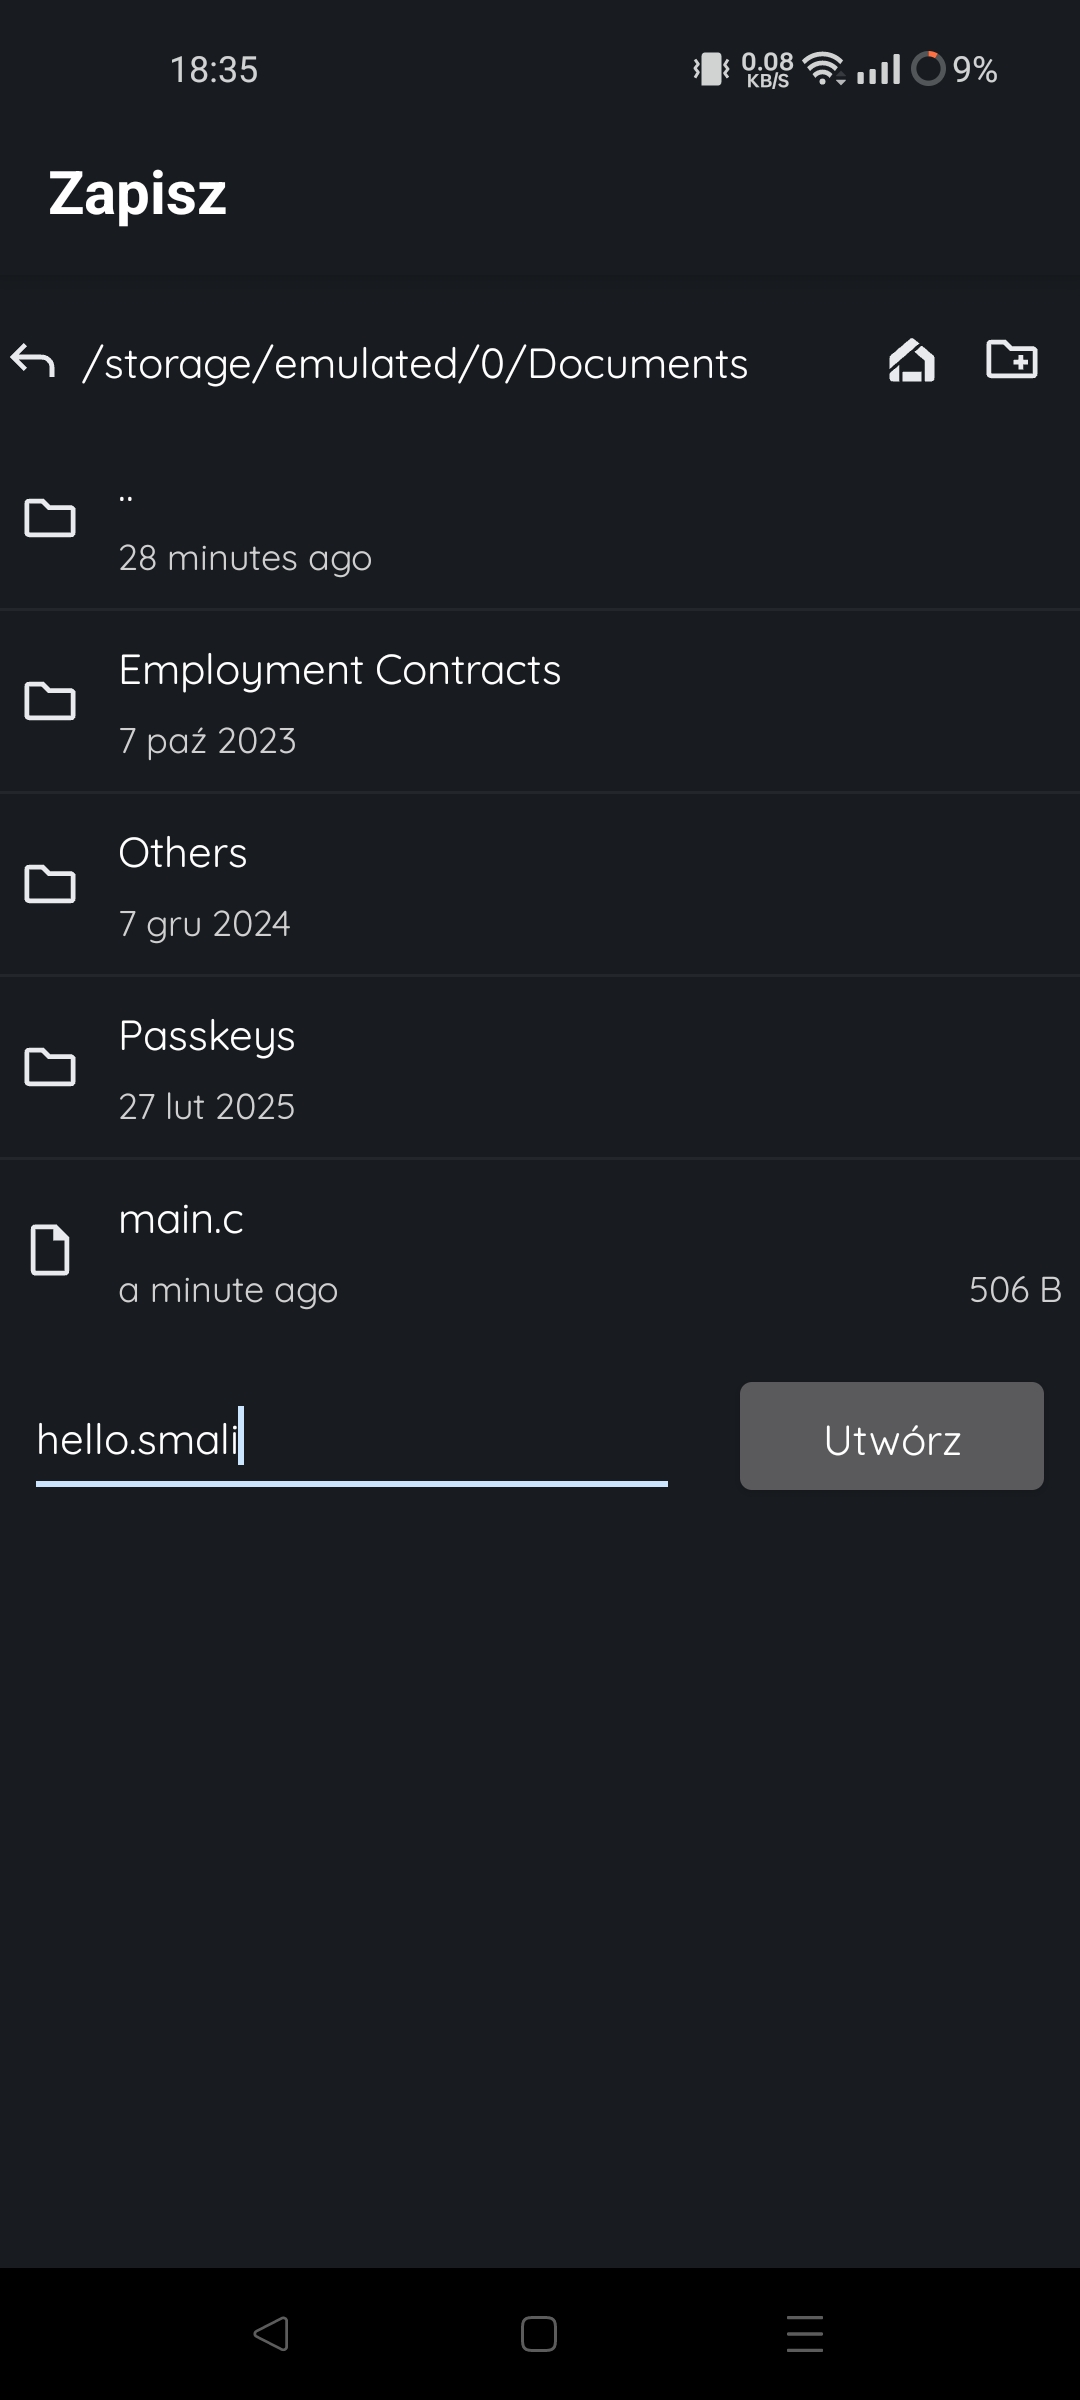 18:35
0.08
KB/S
9%
Zapisz
/storage/emulated/0/Documents
..
28 minutes ago
Employment Contracts
7 paź 2023
Others
7 gru 2024
Passkeys
27 lut 2025
main.c
a minute ago
506 B
hello.smali
Utwórz